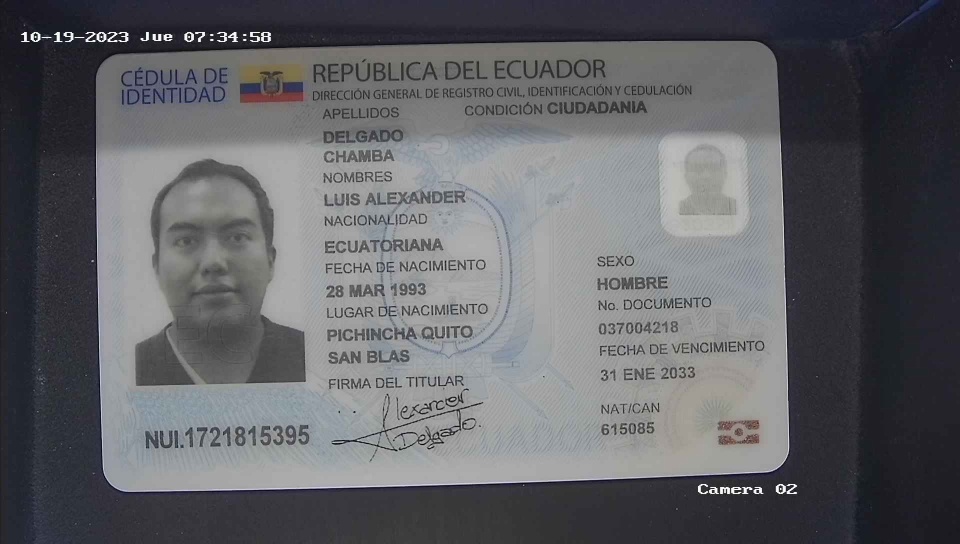 10-19-2023 Jue 07:34:58
CÉDULA DE
IDENTIDAD
REPÚBLICA DEL ECUADOR
DIRECCIÓN GENERAL DE REGISTRO CIVIL, IDENTIFICACIÓN Y CEDULACIÓN
APELLIDOS
CONDICIÓN CIUDADANIA
DELGADO
CHAMBA
NOMBRES
LUIS ALEXANDER
NACIONALIDAD
ECUATORIANA
FECHA DE NACIMIENTO
28 MAR 1993
LUGAR DE NACIMIENTO
PICHINCHA QUITO
SAN BLAS
FIRMA DEL TITULAR
Alexander
Delgado.
SEXO
HOMBRE
No. DOCUMENTO
037004218
FECHA DE VENCIMIENTO
31 ENE 2033
NAT/CAN
615085
NUI.1721815395
Camera 02